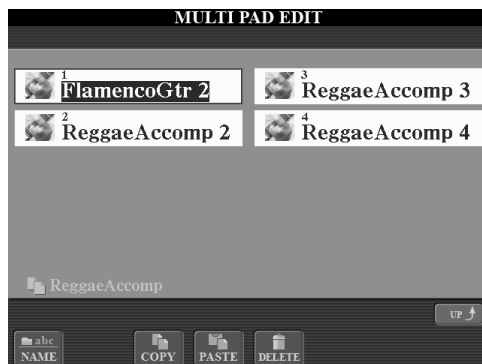 MULTI PAD EDIT
1
FlamencoGtr 2
3
ReggaeAccomp 3
2
ReggaeAccomp 2
4
ReggaeAccomp 4
ReggaeAccomp
UP
abc
NAME
COPY
PASTE
DELETE